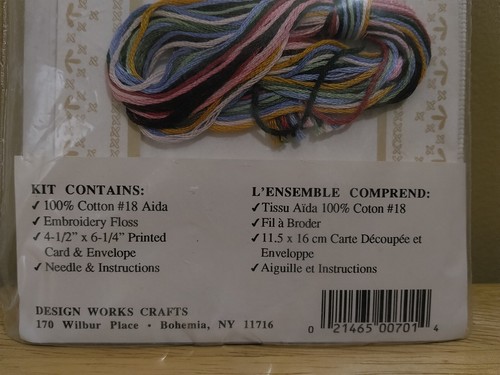 KIT CONTAINS:
✓ 100% Cotton #18 Aida
✓ Embroidery Floss
✓ 4-1/2” x 6-1/4” Printed
Card & Envelope
✓ Needle & Instructions
L’ENSEMBLE COMPREND:
✓ Tissu Aïda 100% Coton #18
✓ Fil à Broder
✓ 11.5 x 16 cm Carte Découpée et
Enveloppe
✓ Aiguille et Instructions
DESIGN WORKS CRAFTS
170 Wilbur Place • Bohemia, NY 11716
0 21465 00701 4